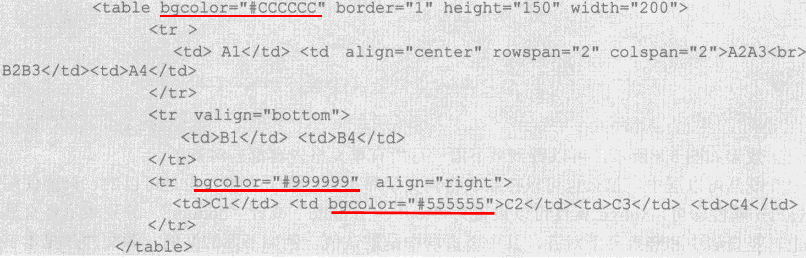 <table bgcolor="#CCCCCC" border="1" height="150" width="200">
<tr >
<td> A1</td> <td align="center" rowspan="2" colspan="2">A2A3<br>
B2B3</td><td>A4</td>
</tr>
<tr valign="bottom">
<td>B1</td> <td>B4</td>
</tr>
<tr bgcolor="#999999" align="right">
<td>C1</td> <td bgcolor="#555555">C2</td><td>C3</td> <td>C4</td>
</tr>
</table>